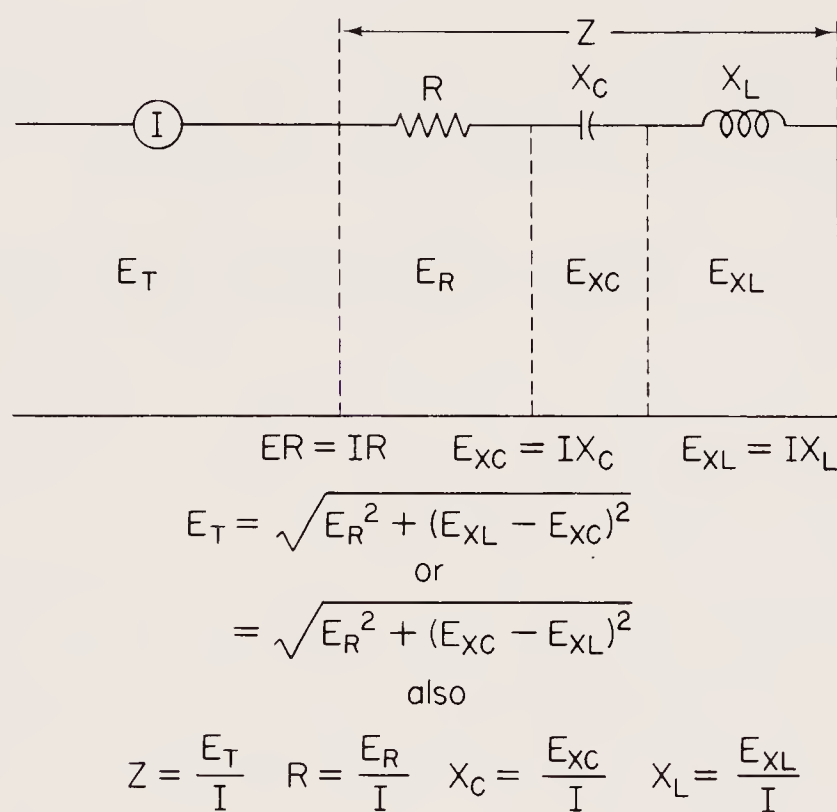 Z
R X_C X_L
I
E_T E_R E_XC E_XL
ER = IR E_XC = IX_C E_XL = IX_L
E_T = √(E_R² + (E_XL − E_XC)²)
or
= √(E_R² + (E_XC − E_XL)²)
also
Z = E_T/I R = E_R/I X_C = E_XC/I X_L = E_XL/I